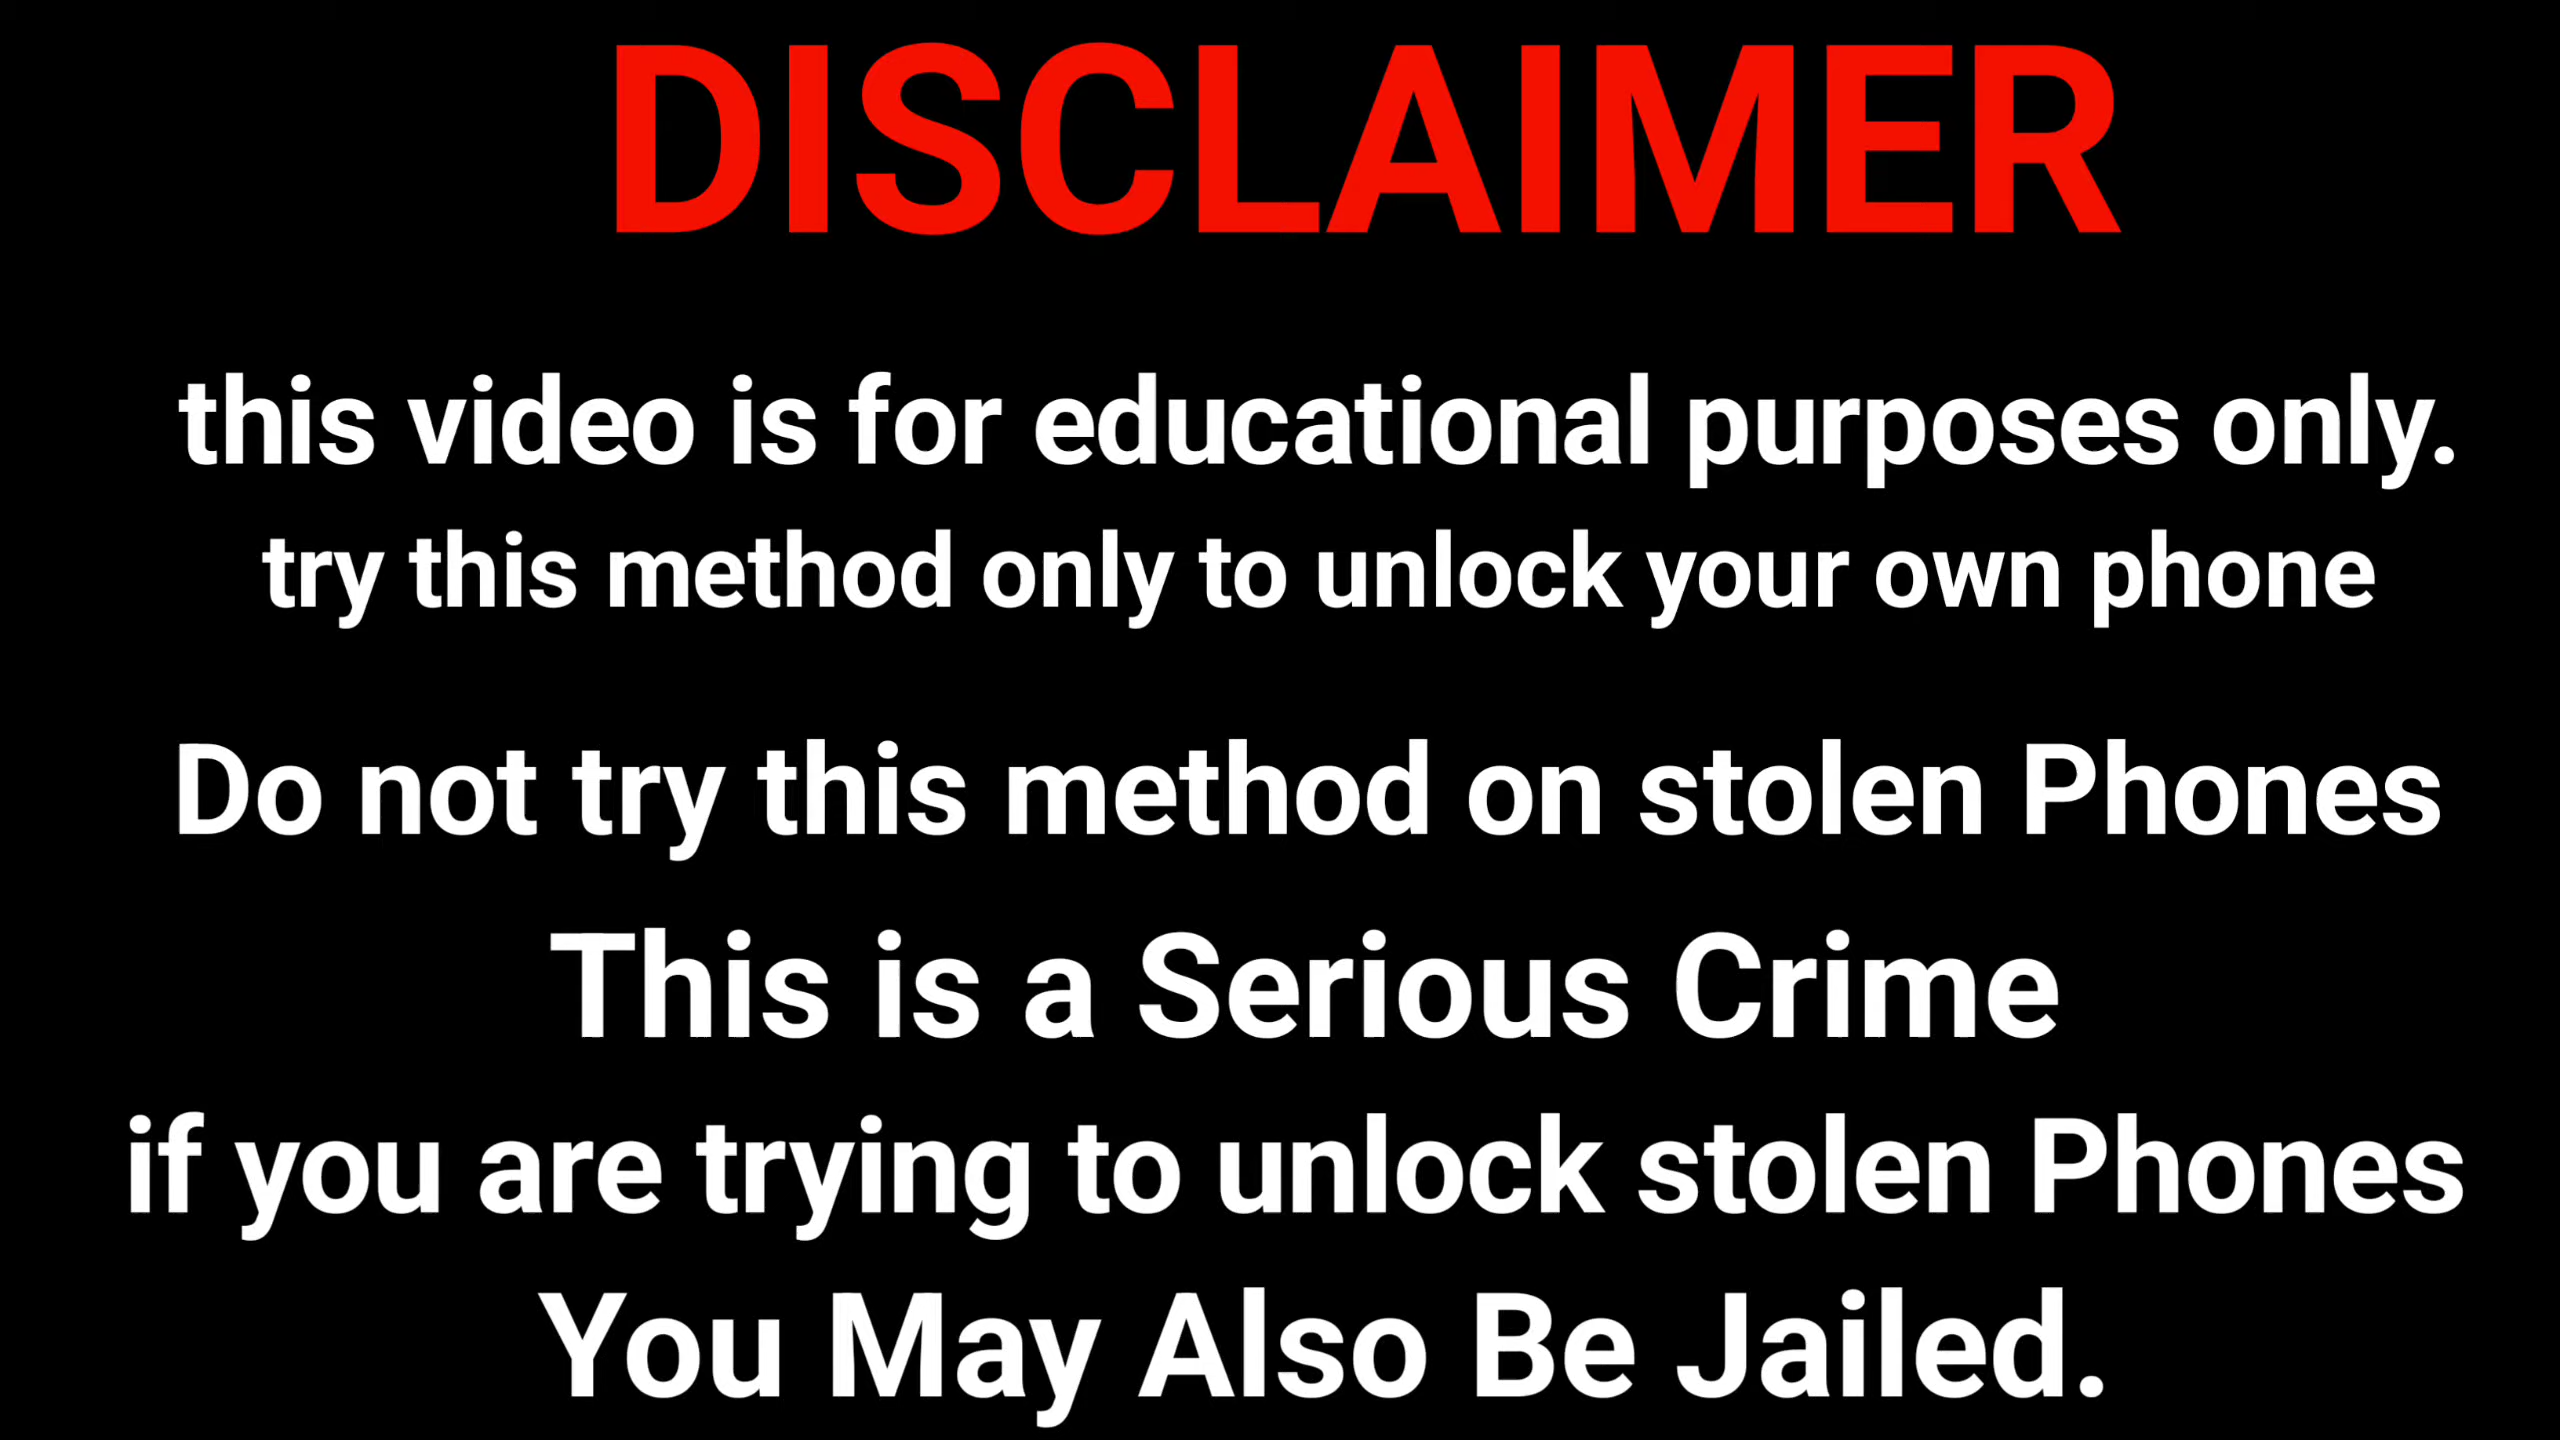 DISCLAIMER
this video is for educational purposes only.
try this method only to unlock your own phone
Do not try this method on stolen Phones
This is a Serious Crime
if you are trying to unlock stolen Phones
You May Also Be Jailed.